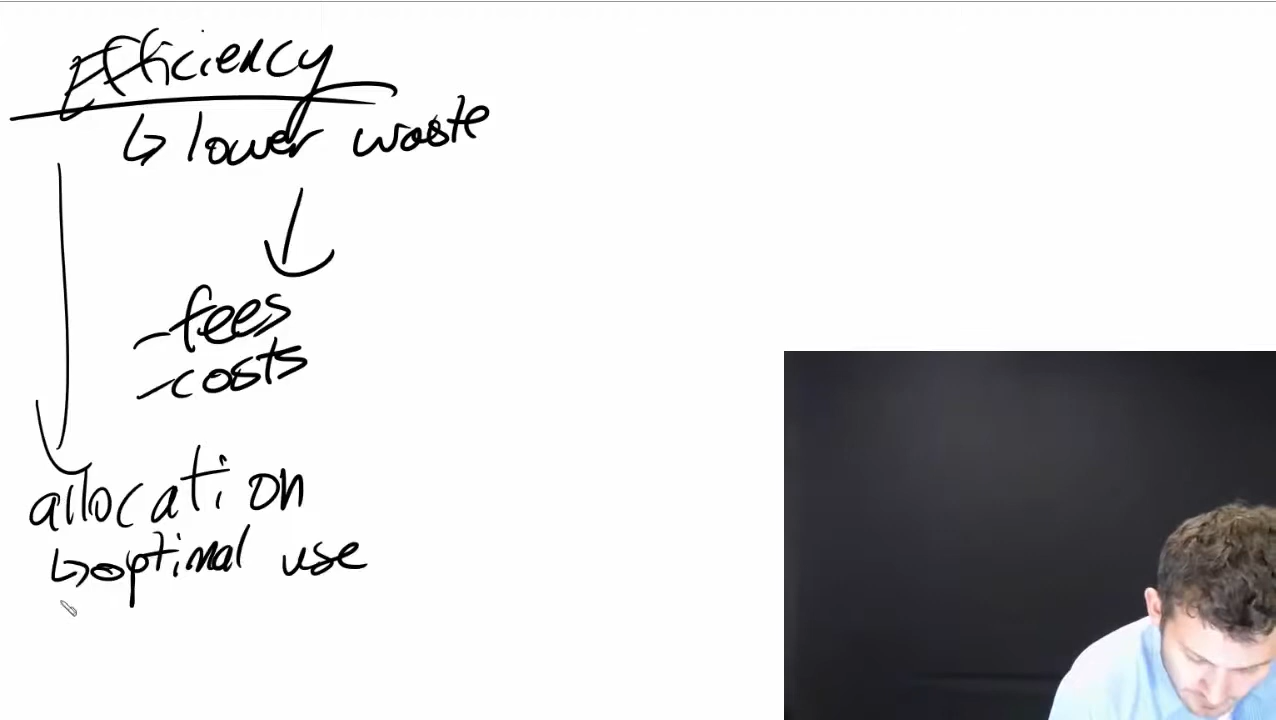 Efficiency
↳ lower waste
- fees
- costs
allocation
↳ optimal use